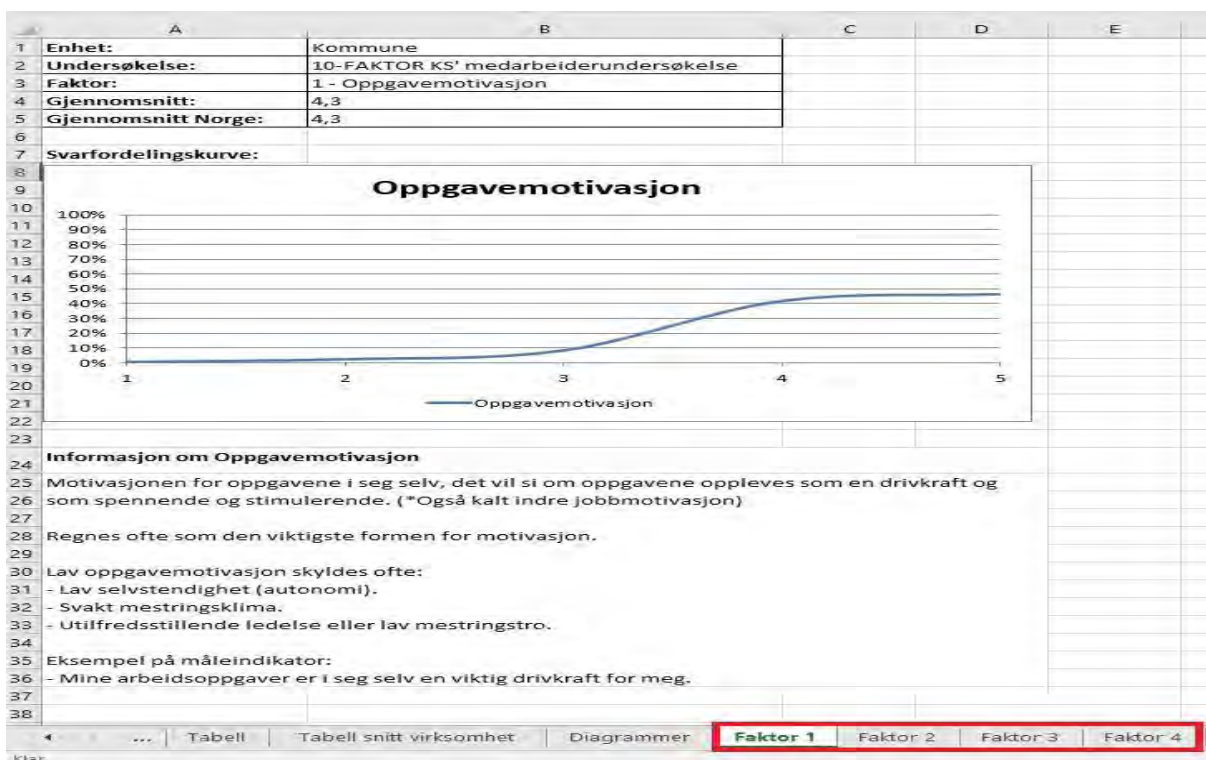 A B C D E
1 Enhet: Kommune
2 Undersøkelse: 10-FAKTOR KS' medarbeiderundersøkelse
3 Faktor: 1 - Oppgavemotivasjon
4 Gjennomsnitt: 4,3
5 Gjennomsnitt Norge: 4,3
6
7 Svarfordelingskurve:
8
9 Oppgavemotivasjon
10 100%
11 90%
12 80%
13 70%
14 60%
15 50%
16 40%
17 30%
18 20%
19 10%
20 0%
1 2 3 4 5
21 Oppgavemotivasjon
22
23
24 Informasjon om Oppgavemotivasjon
25 Motivasjonen for oppgavene i seg selv, det vil si om oppgavene oppleves som en drivkraft og
26 som spennende og stimulerende. (*Også kalt indre jobbmotivasjon)
27
28 Regnes ofte som den viktigste formen for motivasjon.
29
30 Lav oppgavemotivasjon skyldes ofte:
31 - Lav selvstendighet (autonomi).
32 - Svakt mestringsklima.
33 - Utilfredsstillende ledelse eller lav mestringstro.
34
35 Eksempel på måleindikator:
36 - Mine arbeidsoppgaver er i seg selv en viktig drivkraft for meg.
37
38
... Tabell Tabell snitt virksomhet Diagrammer Faktor 1 Faktor 2 Faktor 3 Faktor 4